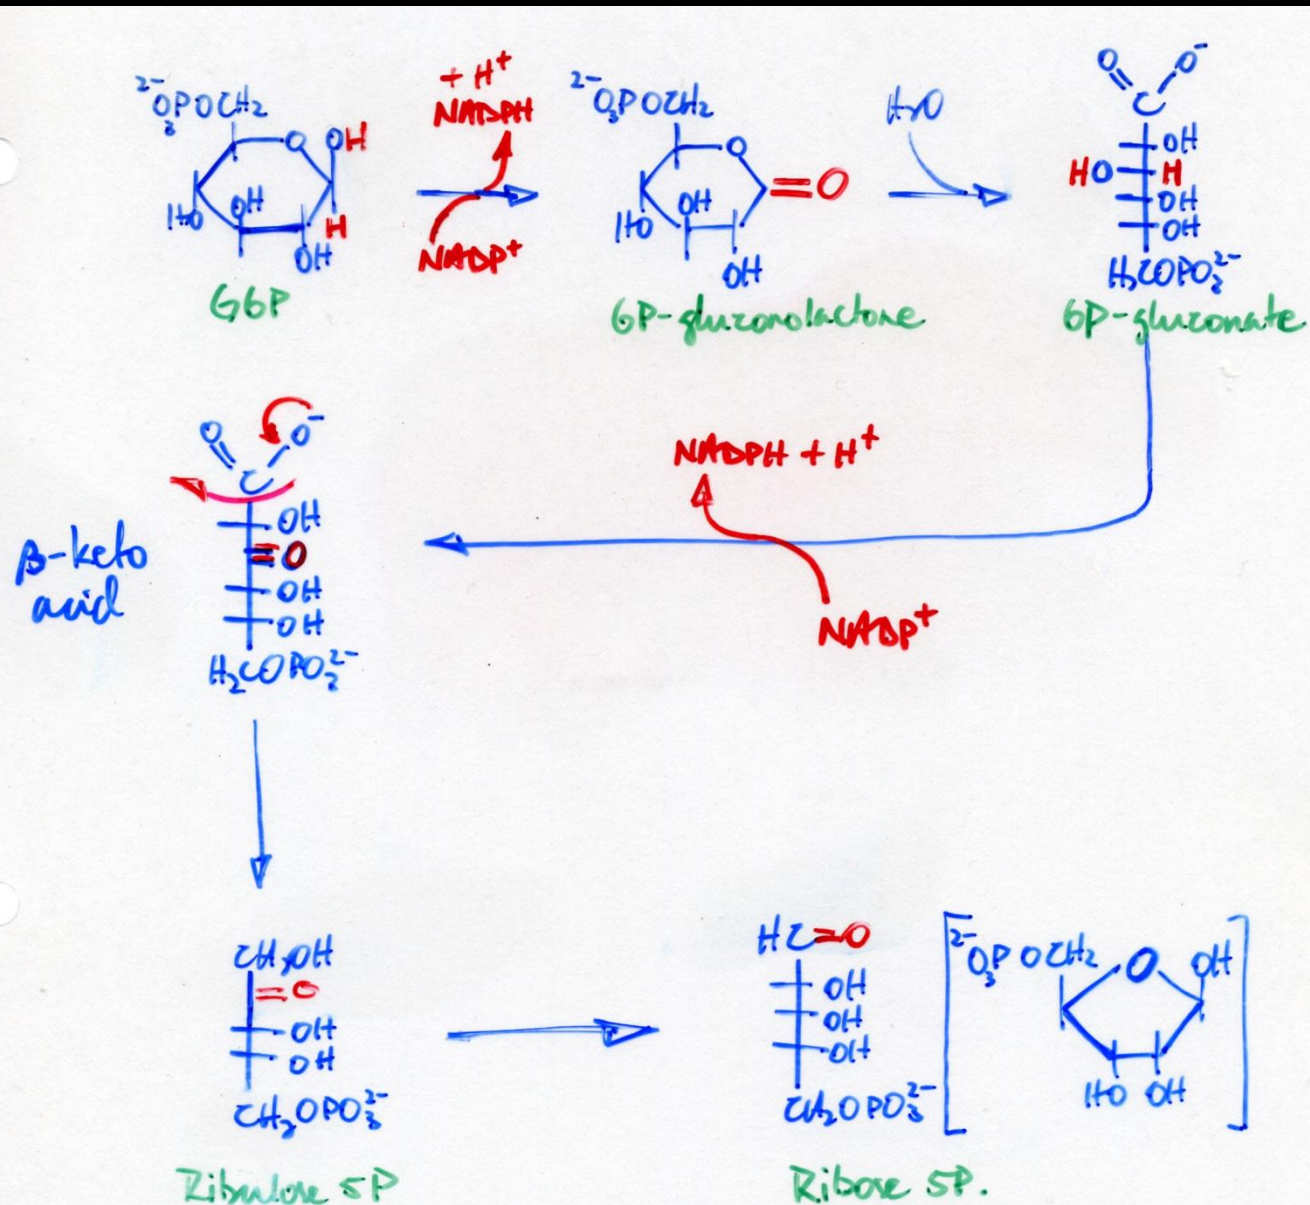 ²⁻O₃POCH₂
O
OH
H
OH
HO
OH
G6P
+ H⁺
NADPH
NADP⁺
²⁻O₃POCH₂
O
=O
OH
HO
OH
6P-gluconolactone
H₂O
O O⁻
C
OH
HO H
OH
OH
H₂COPO₃²⁻
6P-gluconate
NADPH + H⁺
NADP⁺
O O⁻
C
OH
=O
OH
OH
H₂COPO₃²⁻
β-keto
acid
CH₂OH
=O
OH
OH
CH₂OPO₃²⁻
Ribulose 5P
HC=O
OH
OH
OH
CH₂OPO₃²⁻
Ribose 5P.
²⁻O₃POCH₂ O OH
HO OH